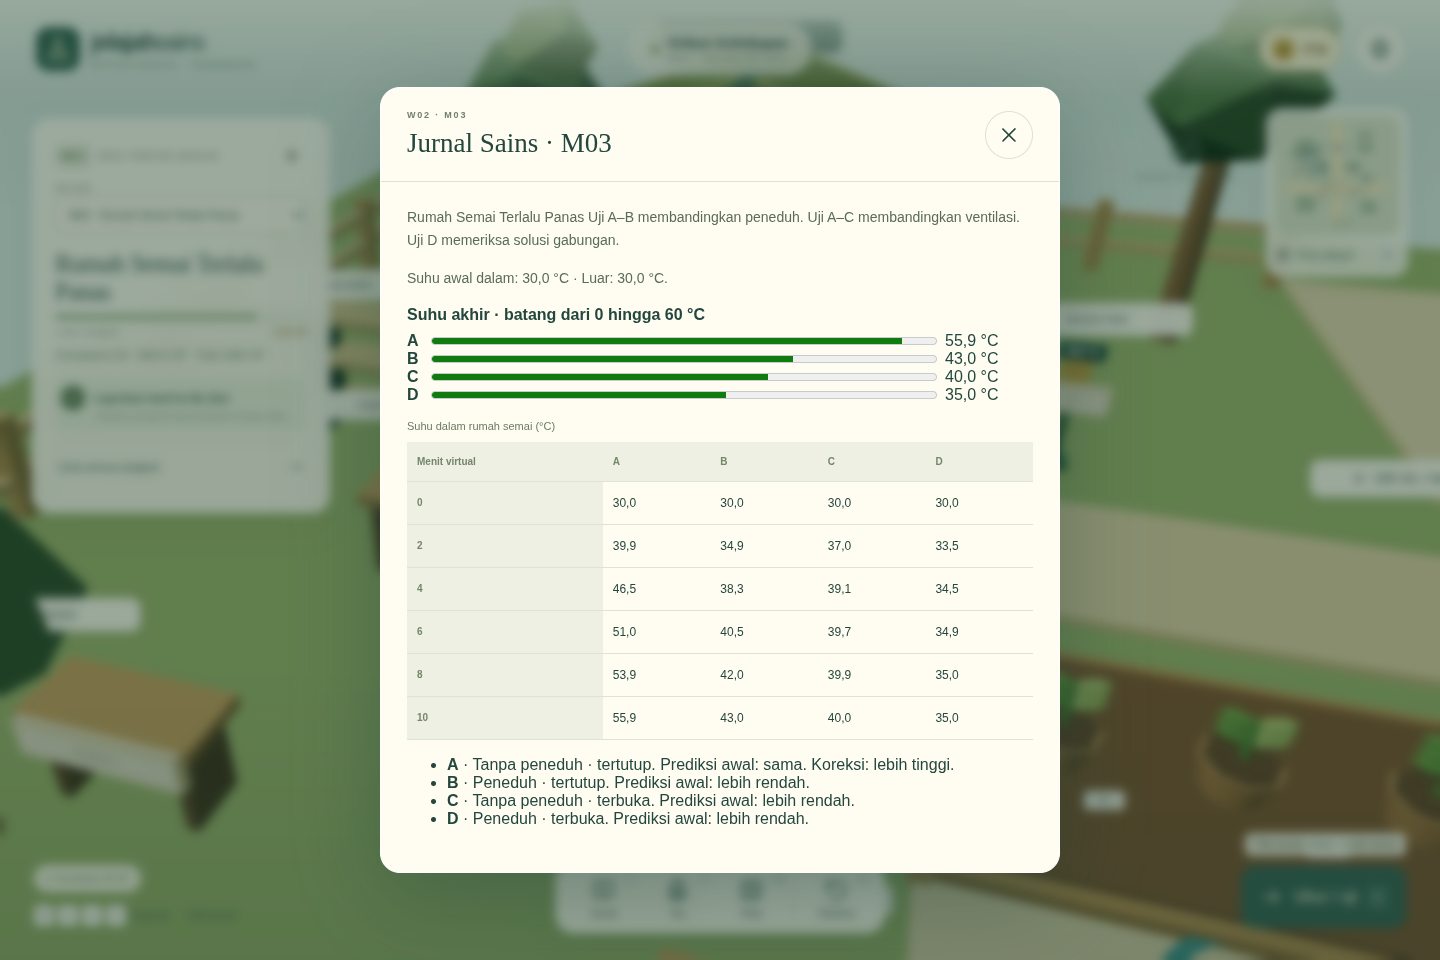 W02 · M03
Jurnal Sains · M03
Rumah Semai Terlalu Panas Uji A–B membandingkan peneduh. Uji A–C membandingkan ventilasi.
Uji D memeriksa solusi gabungan.
Suhu awal dalam: 30,0 °C · Luar: 30,0 °C.
Suhu akhir · batang dari 0 hingga 60 °C
A 55,9 °C
B 43,0 °C
C 40,0 °C
D 35,0 °C
Suhu dalam rumah semai (°C)
Menit virtual A B C D
0 30,0 30,0 30,0 30,0
2 39,9 34,9 37,0 33,5
4 46,5 38,3 39,1 34,5
6 51,0 40,5 39,7 34,9
8 53,9 42,0 39,9 35,0
10 55,9 43,0 40,0 35,0
• A · Tanpa peneduh · tertutup. Prediksi awal: sama. Koreksi: lebih tinggi.
• B · Peneduh · tertutup. Prediksi awal: lebih rendah.
• C · Tanpa peneduh · terbuka. Prediksi awal: lebih rendah.
• D · Peneduh · terbuka. Prediksi awal: lebih rendah.
Rumah Semai Terlalu
Panas